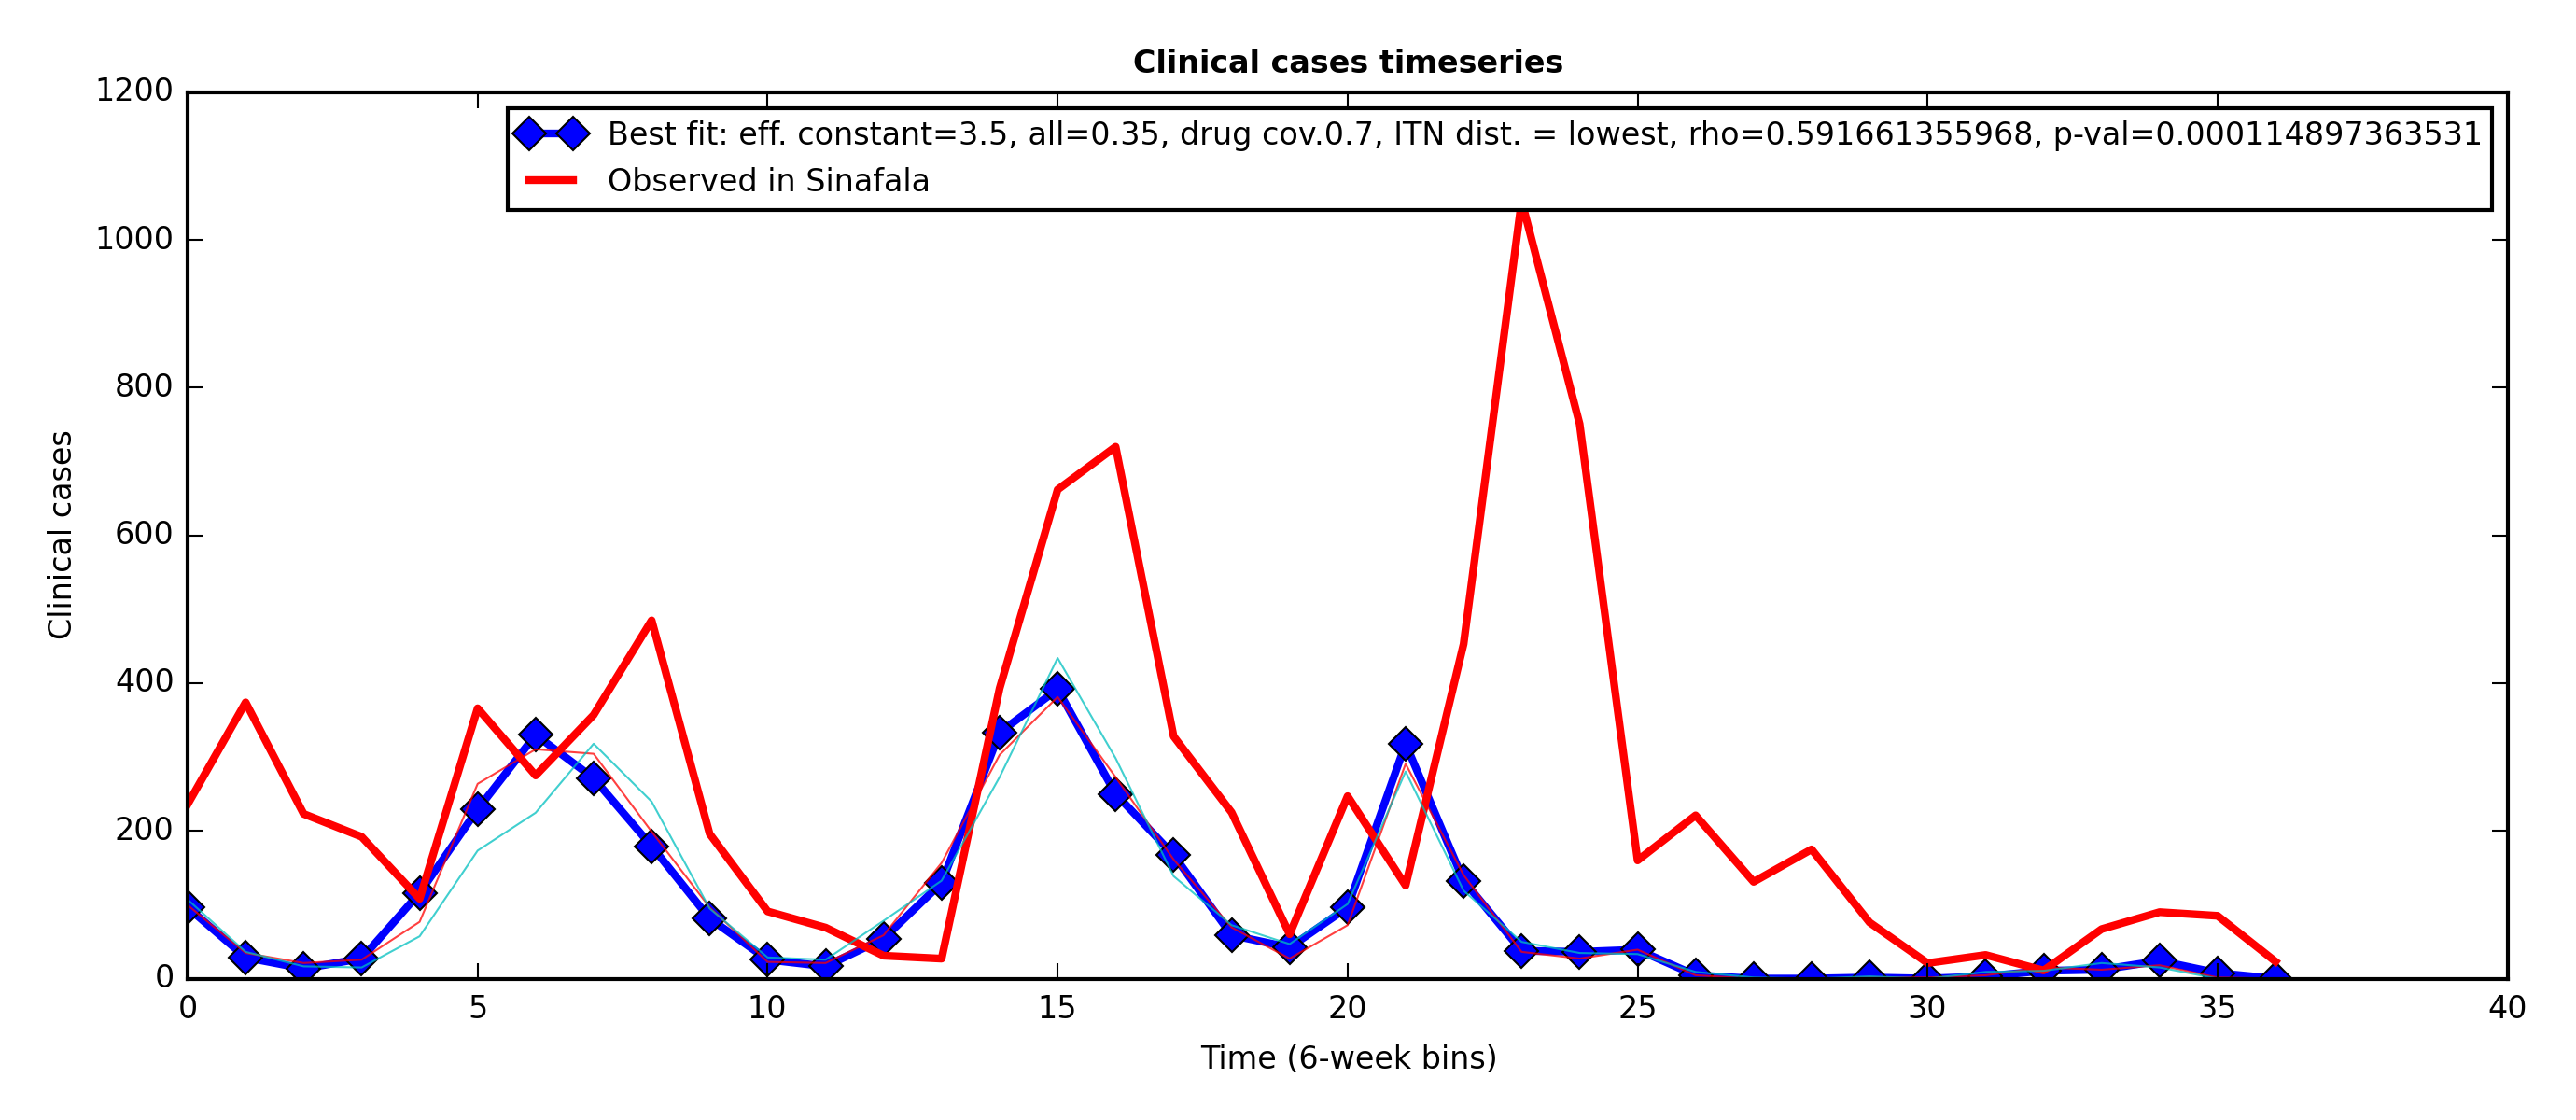 Clinical cases timeseries
1200
1000
800
600
400
200
0
Clinical cases
Best fit: eff. constant=3.5, all=0.35, drug cov.0.7, ITN dist. = lowest, rho=0.591661355968, p-val=0.000114897363531
Observed in Sinafala
0 5 10 15 20 25 30 35 40
Time (6-week bins)